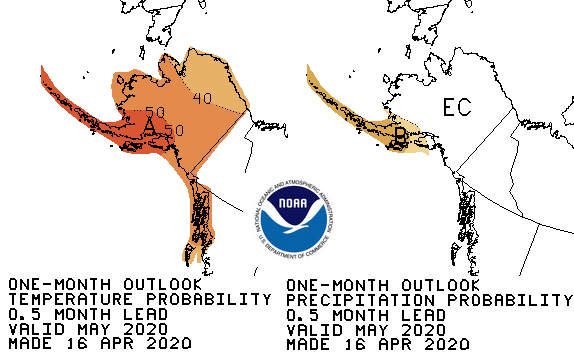 40
50
A
50
EC
B
NATIONAL OCEANIC AND ATMOSPHERIC ADMINISTRATION
NOAA
U.S. DEPARTMENT OF COMMERCE
ONE-MONTH OUTLOOK
TEMPERATURE PROBABILITY
0.5 MONTH LEAD
VALID MAY 2020
MADE 16 APR 2020
ONE-MONTH OUTLOOK
PRECIPITATION PROBABILITY
0.5 MONTH LEAD
VALID MAY 2020
MADE 16 APR 2020